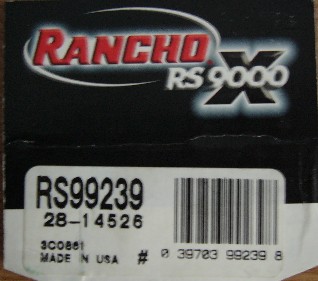 RANCHO
RS 9000 X
RS99239
28-14526
3C0861
MADE IN USA # 0 39703 99239 8